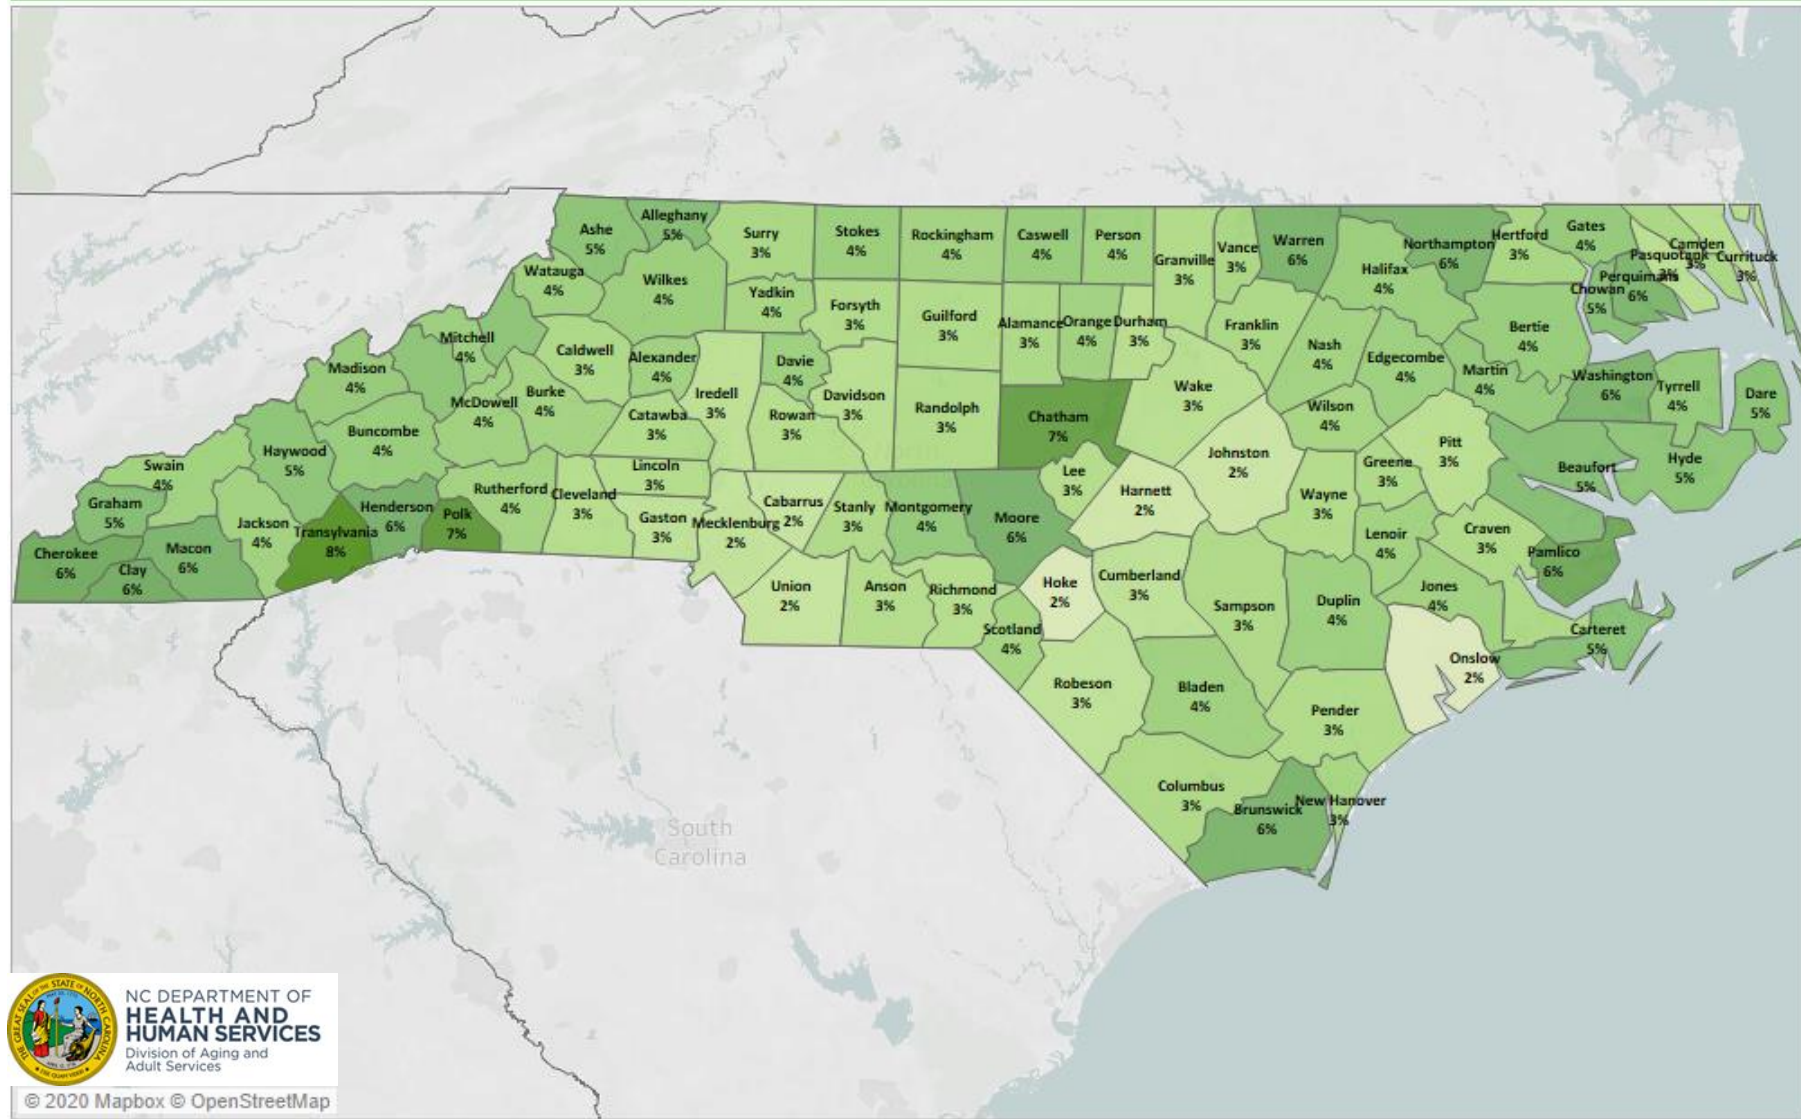 Ashe
5%
Alleghany
5%
Surry
3%
Stokes
4%
Rockingham
4%
Caswell
4%
Person
4%
Granville
3%
Vance
3%
Warren
6%
Northampton
6%
Halifax
4%
Hertford
3%
Gates
4%
Camden
3%
Pasquotank
3%
Currituck
3%
Perquimans
6%
Chowan
5%
Watauga
4%
Wilkes
4%
Yadkin
4%
Forsyth
3%
Guilford
3%
Alamance
3%
Orange
4%
Durham
3%
Franklin
3%
Nash
4%
Edgecombe
4%
Bertie
4%
Martin
4%
Washington
6%
Tyrrell
4%
Dare
5%
Mitchell
4%
Madison
4%
Caldwell
3%
Alexander
4%
Iredell
3%
Davie
4%
Davidson
3%
Randolph
3%
Chatham
7%
Wake
3%
Wilson
4%
Pitt
3%
Beaufort
5%
Hyde
5%
McDowell
4%
Burke
4%
Catawba
3%
Rowan
3%
Buncombe
4%
Haywood
5%
Swain
4%
Graham
5%
Cherokee
6%
Clay
6%
Macon
6%
Jackson
4%
Transylvania
8%
Henderson
6%
Polk
7%
Rutherford
4%
Cleveland
3%
Lincoln
3%
Gaston
3%
Mecklenburg
2%
Cabarrus
2%
Stanly
3%
Montgomery
4%
Moore
6%
Lee
3%
Harnett
2%
Johnston
2%
Wayne
3%
Greene
3%
Lenoir
4%
Craven
3%
Pamlico
6%
Union
2%
Anson
3%
Richmond
3%
Scotland
4%
Hoke
2%
Cumberland
3%
Sampson
3%
Duplin
4%
Jones
4%
Carteret
5%
Onslow
2%
Robeson
3%
Bladen
4%
Pender
3%
Columbus
3%
Brunswick
6%
New Hanover
3%
South
Carolina
NC DEPARTMENT OF
HEALTH AND
HUMAN SERVICES
Division of Aging and
Adult Services
© 2020 Mapbox © OpenStreetMap